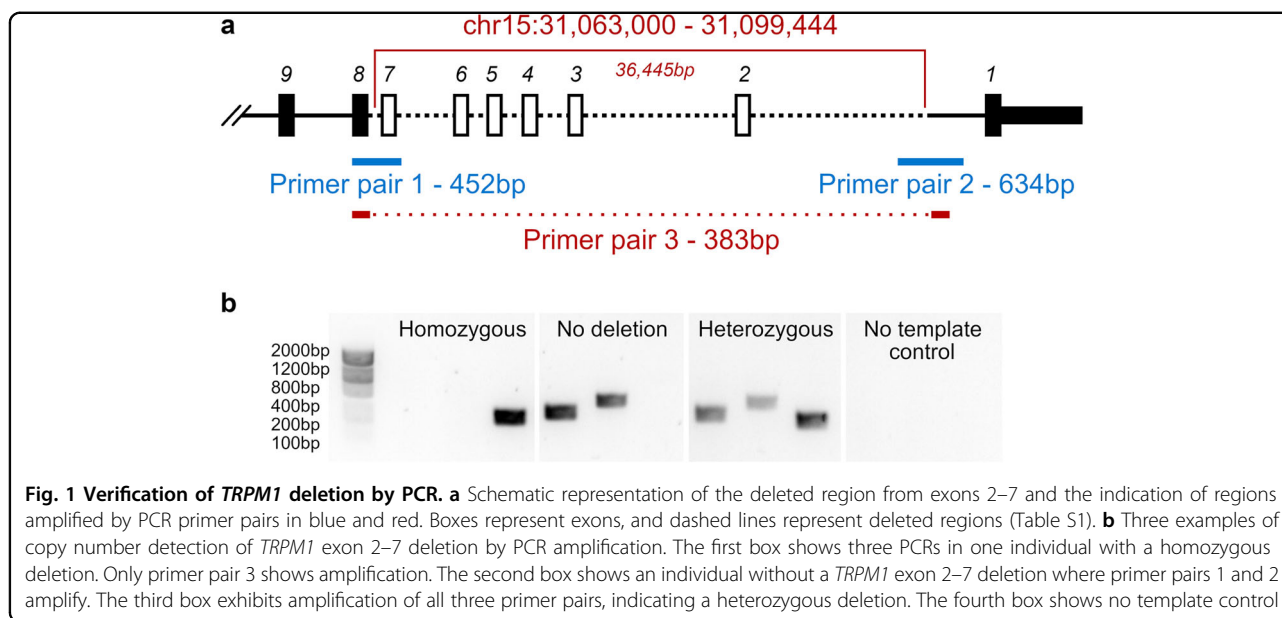 a
chr15:31,063,000 - 31,099,444
36,445bp
9 8 7 6 5 4 3 2 1
Primer pair 1 - 452bp
Primer pair 2 - 634bp
Primer pair 3 - 383bp
b
Homozygous
No deletion
Heterozygous
No template
control
2000bp
1200bp
800bp
400bp
200bp
100bp
Fig. 1 Verification of TRPM1 deletion by PCR. a Schematic representation of the deleted region from exons 2–7 and the indication of regions
amplified by PCR primer pairs in blue and red. Boxes represent exons, and dashed lines represent deleted regions (Table S1). b Three examples of
copy number detection of TRPM1 exon 2–7 deletion by PCR amplification. The first box shows three PCRs in one individual with a homozygous
deletion. Only primer pair 3 shows amplification. The second box shows an individual without a TRPM1 exon 2–7 deletion where primer pairs 1 and 2
amplify. The third box exhibits amplification of all three primer pairs, indicating a heterozygous deletion. The fourth box shows no template control